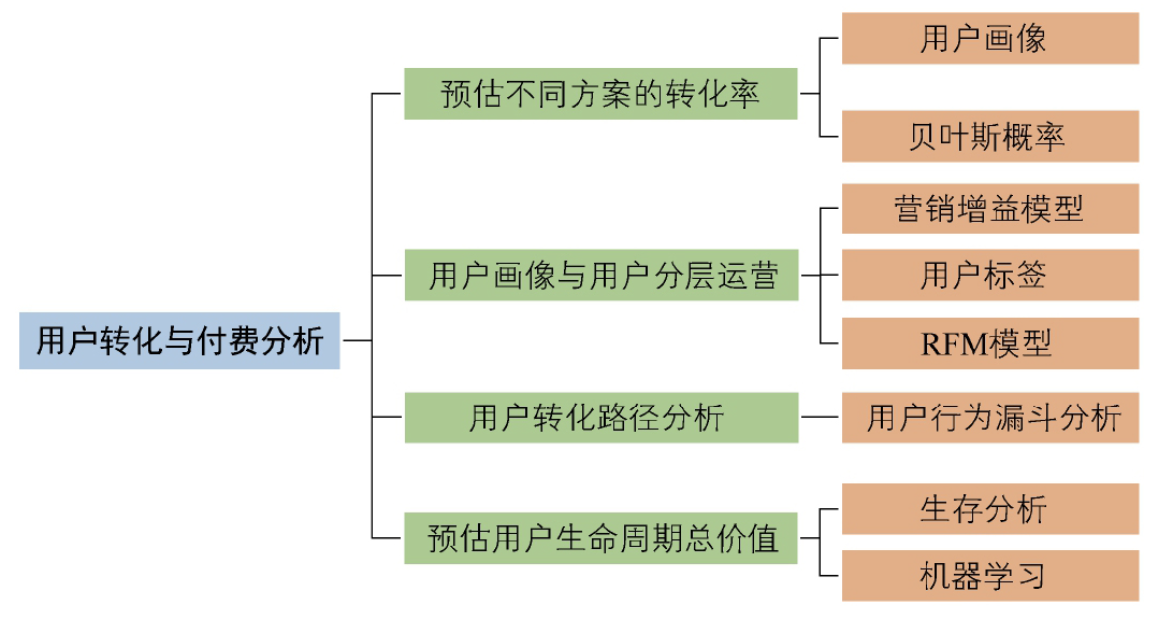 用户转化与付费分析
预估不同方案的转化率
用户画像
贝叶斯概率
用户画像与用户分层运营
营销增益模型
用户标签
RFM模型
用户转化路径分析
用户行为漏斗分析
预估用户生命周期总价值
生存分析
机器学习